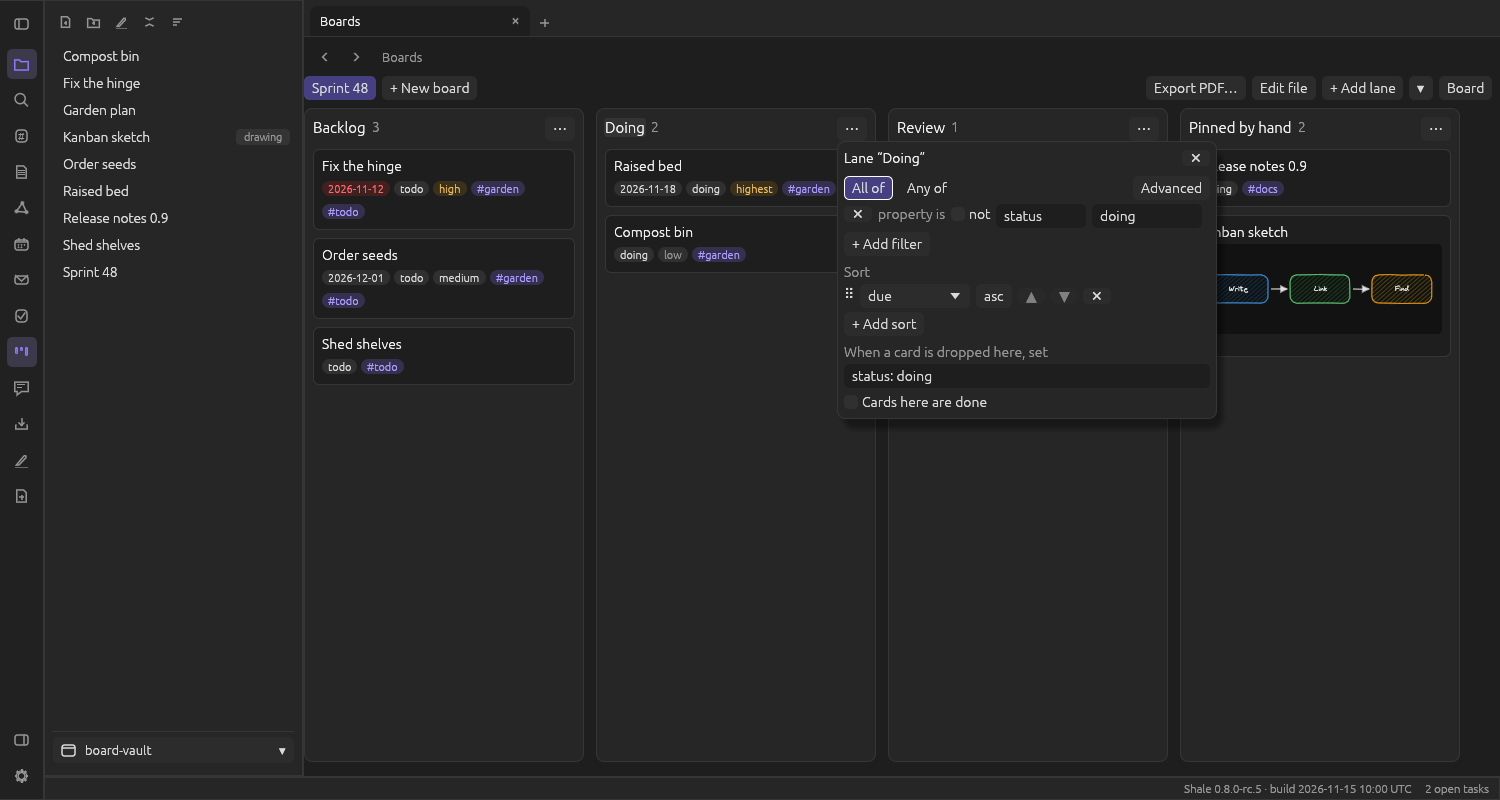 Boards
Boards
Compost bin
Fix the hinge
Garden plan
Kanban sketch
drawing
Order seeds
Raised bed
Release notes 0.9
Shed shelves
Sprint 48
board-vault
Sprint 48
+ New board
Export PDF...
Edit file
+ Add lane
Board
Backlog 3
Fix the hinge
2026-11-12 todo high #garden
#todo
Order seeds
2026-12-01 todo medium #garden
#todo
Shed shelves
todo #todo
Doing 2
Raised bed
2026-11-18 doing highest #garden
Compost bin
doing low #garden
Review 1
Lane “Doing”
All of
Any of
Advanced
property is
not
status
doing
+ Add filter
Sort
due
asc
+ Add sort
When a card is dropped here, set
status: doing
Cards here are done
Pinned by hand 2
ease notes 0.9
ing #docs
ban sketch
Write
Link
Find
Shale 0.8.0-rc.5 · build 2026-11-15 10:00 UTC
2 open tasks